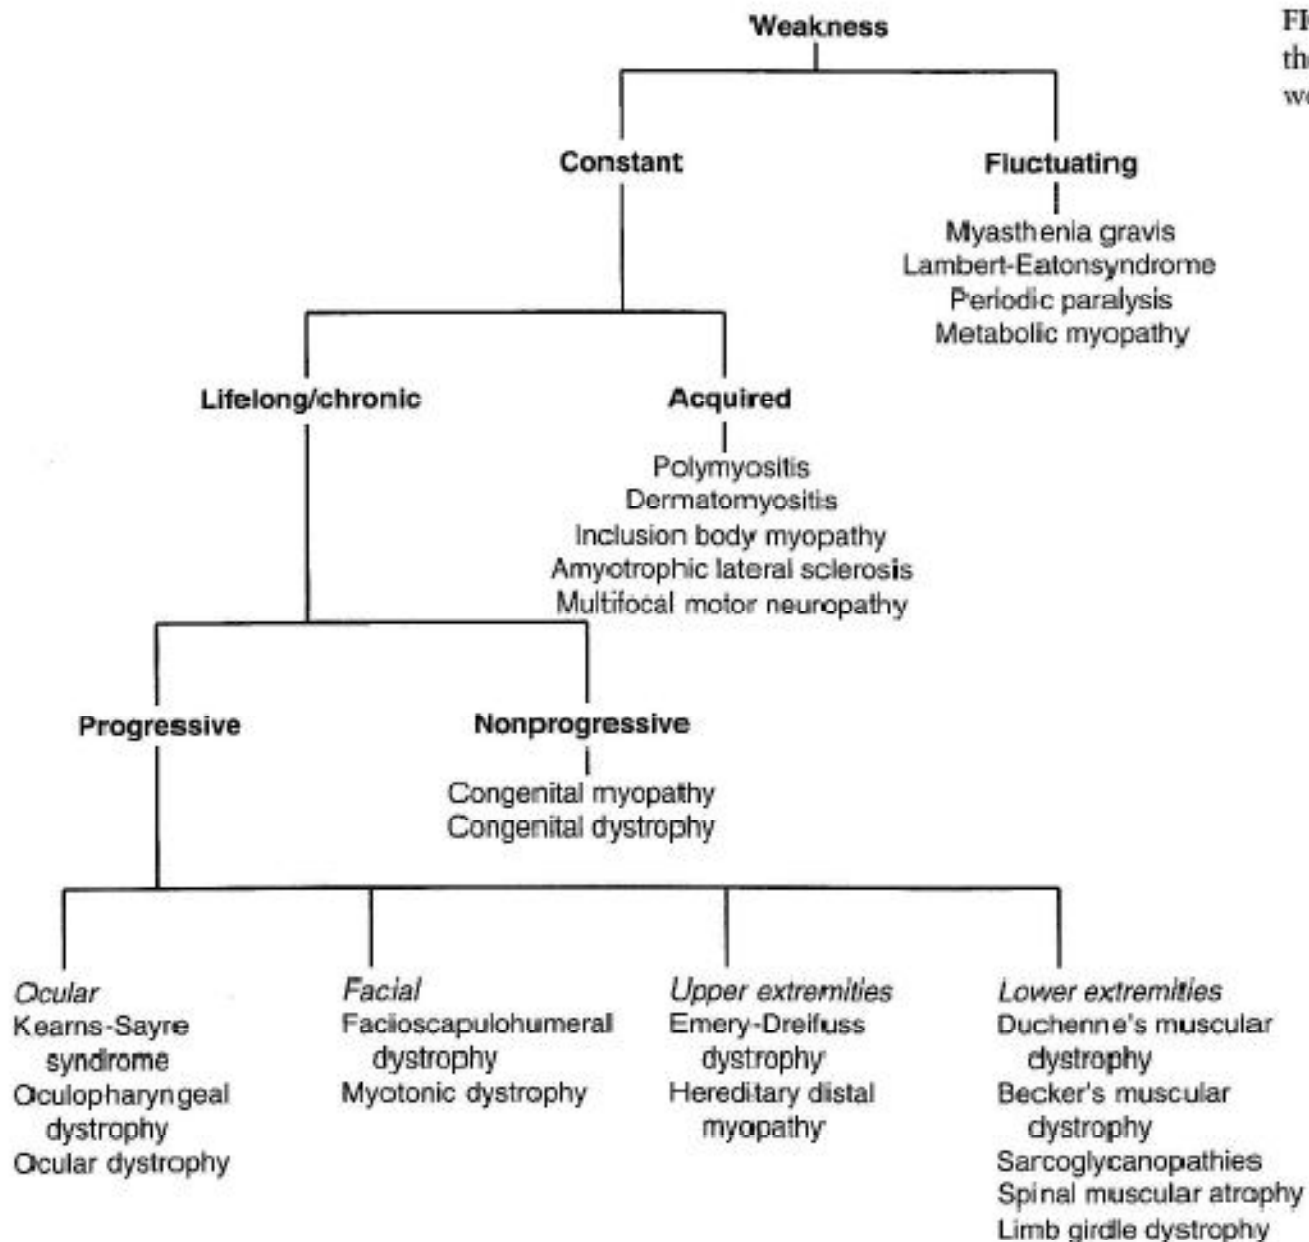 Weakness
Constant
Fluctuating
Myasthenia gravis
Lambert-Eatonsyndrome
Periodic paralysis
Metabolic myopathy
Lifelong/chronic
Acquired
Polymyositis
Dermatomyositis
Inclusion body myopathy
Amyotrophic lateral sclerosis
Multifocal motor neuropathy
Progressive
Nonprogressive
Congenital myopathy
Congenital dystrophy
Ocular
Kearns-Sayre
syndrome
Oculopharyngeal
dystrophy
Ocular dystrophy
Facial
Facioscapulohumeral
dystrophy
Myotonic dystrophy
Upper extremities
Emery-Dreifuss
dystrophy
Hereditary distal
myopathy
Lower extremities
Duchenne's muscular
dystrophy
Becker's muscular
dystrophy
Sarcoglycanopathies
Spinal muscular atrophy
Limb girdle dystrophy